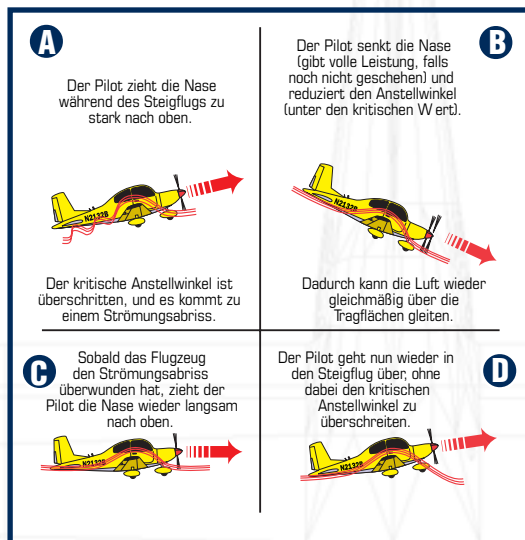 A
Der Pilot zieht die Nase
während des Steigflugs zu
stark nach oben.
N2132B
Der kritische Anstellwinkel ist
überschritten, und es kommt zu
einem Strömungsabriss.
B
Der Pilot senkt die Nase
(gibt volle Leistung, falls
noch nicht geschehen) und
reduziert den Anstellwinkel
(unter den kritischen W ert).
N2132B
Dadurch kann die Luft wieder
gleichmäßig über die
Tragflächen gleiten.
C
Sobald das Flugzeug
den Strömungsabriss
überwunden hat, zieht der
Pilot die Nase wieder langsam
nach oben.
N2132B
D
Der Pilot geht nun wieder in
den Steigflug über, ohne
dabei den kritischen
Anstellwinkel zu
überschreiten.
N2132B